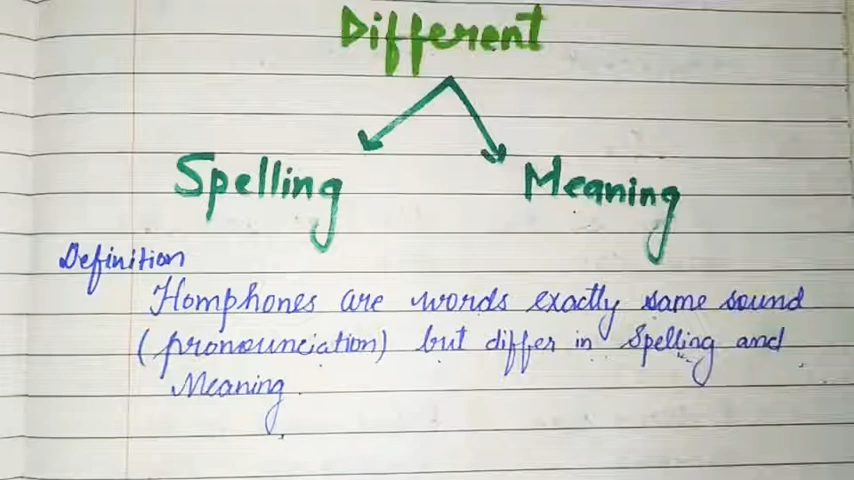 Different
Spelling Meaning
Definition
Homphones are words exactly same sound
(pronounciation) but differ in Spelling and
Meaning.